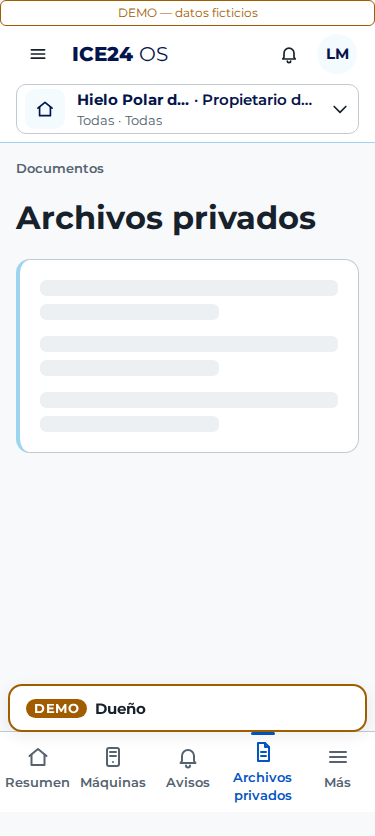 DEMO — datos ficticios
ICE24 OS
LM
Hielo Polar d... · Propietario d...
Todas · Todas
Documentos
Archivos privados
DEMO Dueño
Resumen
Máquinas
Avisos
Archivos privados
Más